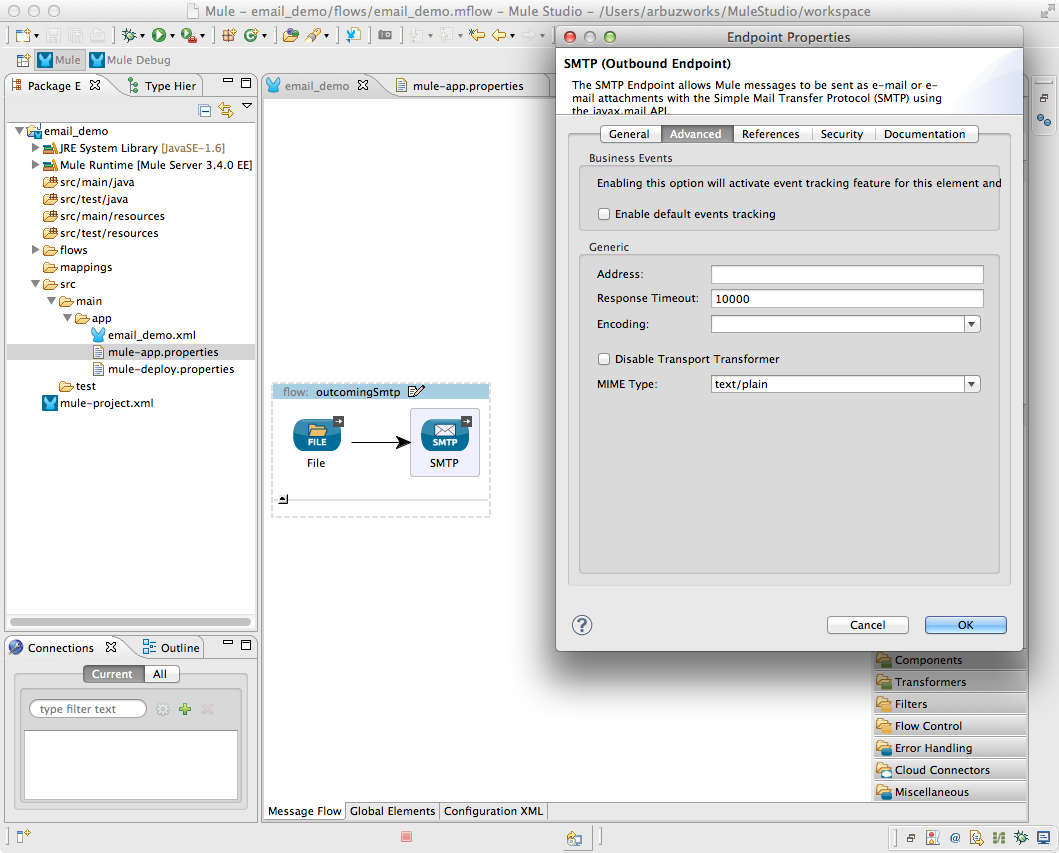 Mule - email_demo/flows/email_demo.mflow - Mule Studio - /Users/arbuzworks/MuleStudio/workspace
Mule
Mule Debug
Package E
Type Hier
email_demo
JRE System Library [JavaSE-1.6]
Mule Runtime [Mule Server 3.4.0 EE]
src/main/java
src/test/java
src/main/resources
src/test/resources
flows
mappings
src
main
app
email_demo.xml
mule-app.properties
mule-deploy.properties
test
mule-project.xml
Connections
Outline
Current
All
type filter text
email_demo
mule-app.properties
flow: outcomingSmtp
FILE
SMTP
File
SMTP
Message Flow
Global Elements
Configuration XML
Endpoint Properties
SMTP (Outbound Endpoint)
The SMTP Endpoint allows Mule messages to be sent as e-mail or e-
mail attachments with the Simple Mail Transfer Protocol (SMTP) using
the javax.mail API.
General
Advanced
References
Security
Documentation
Business Events
Enabling this option will activate event tracking feature for this element and
Enable default events tracking
Generic
Address:
Response Timeout:
10000
Encoding:
Disable Transport Transformer
MIME Type:
text/plain
?
Cancel
OK
Components
Transformers
Filters
Flow Control
Error Handling
Cloud Connectors
Miscellaneous
@